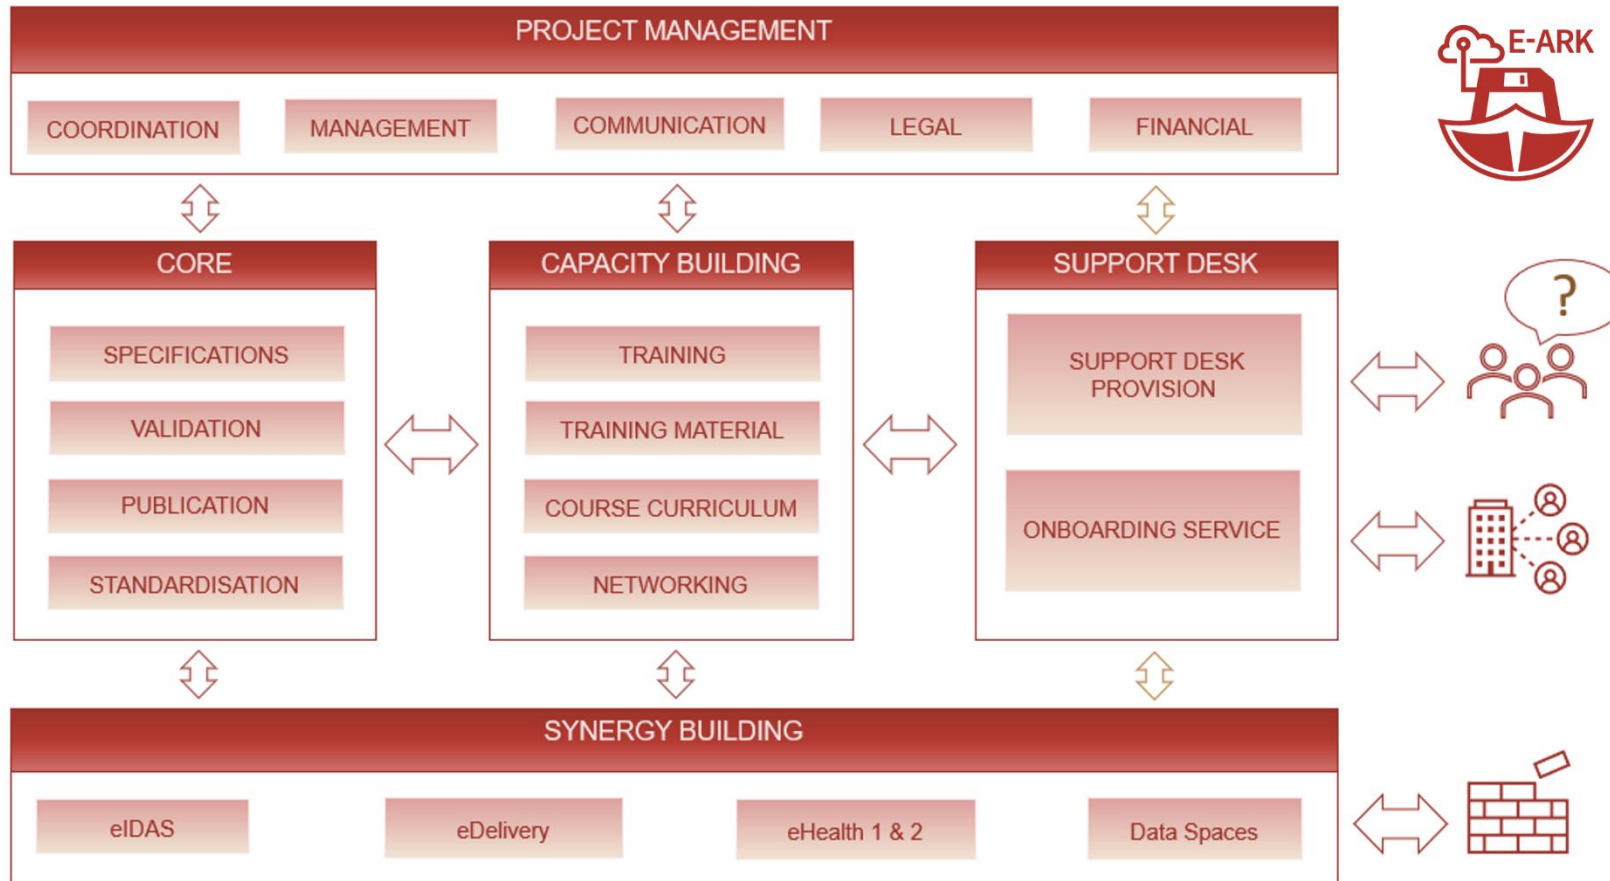 PROJECT MANAGEMENT
E-ARK
COORDINATION
MANAGEMENT
COMMUNICATION
LEGAL
FINANCIAL
CORE
CAPACITY BUILDING
SUPPORT DESK
SPECIFICATIONS
VALIDATION
PUBLICATION
STANDARDISATION
TRAINING
TRAINING MATERIAL
COURSE CURRICULUM
NETWORKING
SUPPORT DESK
PROVISION
ONBOARDING SERVICE
?
SYNERGY BUILDING
eIDAS
eDelivery
eHealth 1 & 2
Data Spaces